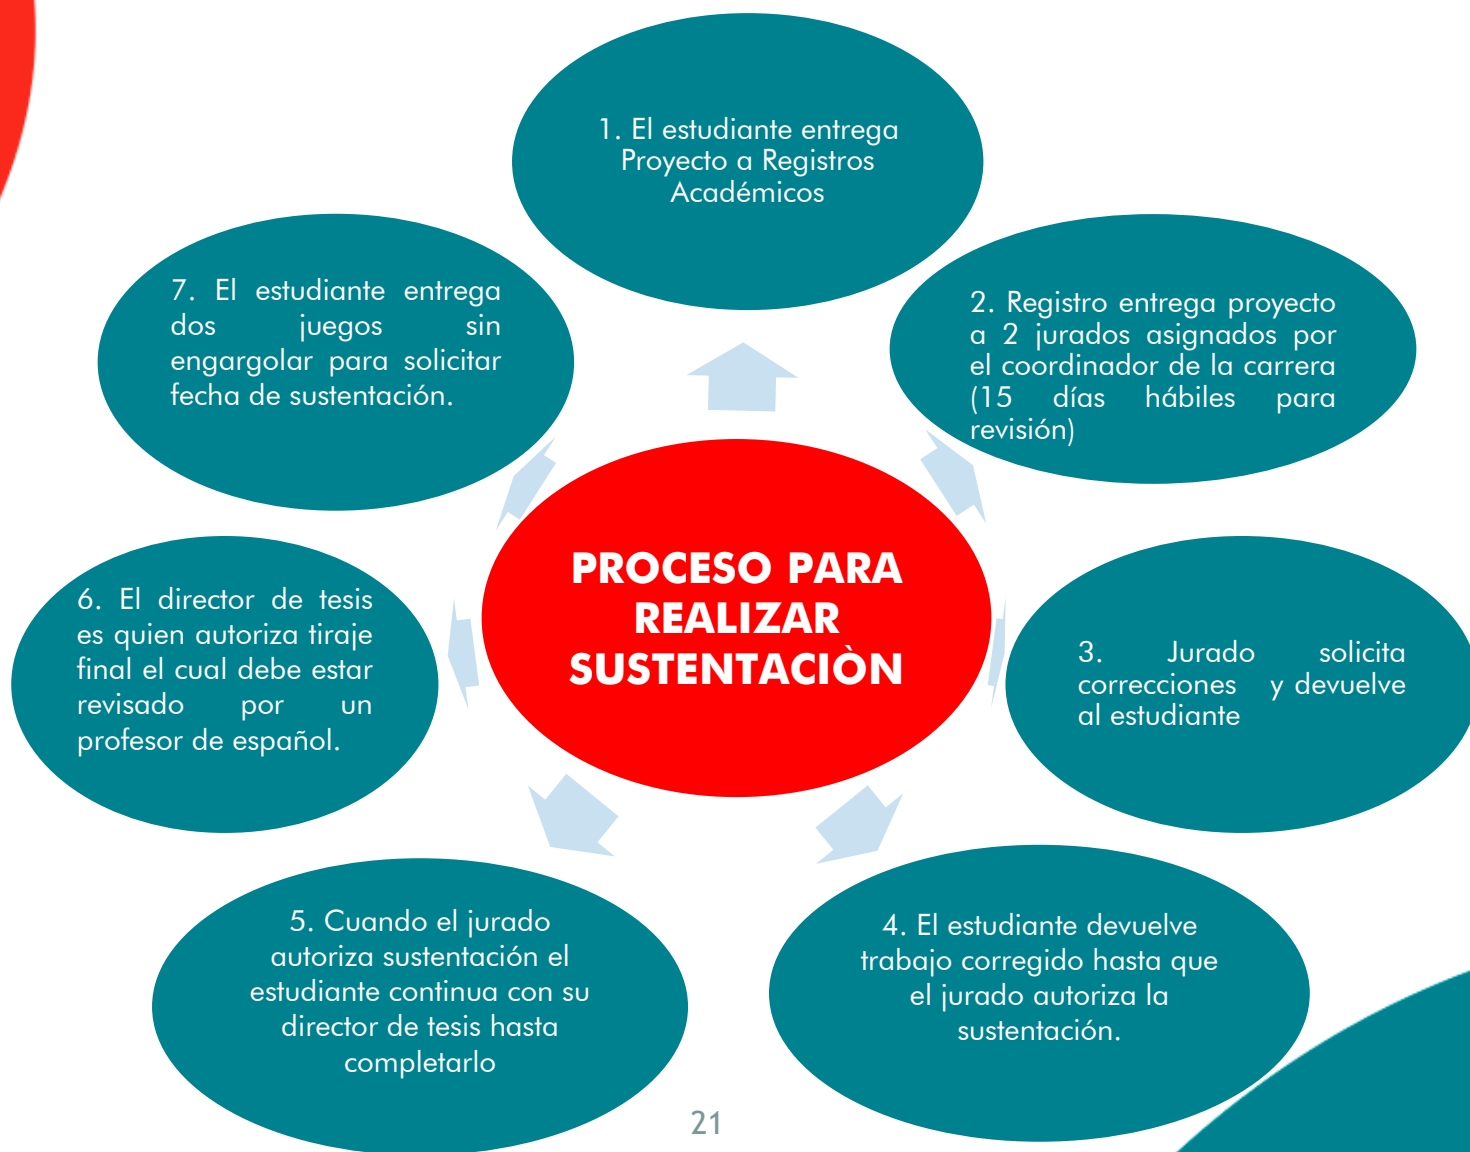 1. El estudiante entrega
Proyecto a Registros
Académicos
2. Registro entrega proyecto
a 2 jurados asignados por
el coordinador de la carrera
(15 días hábiles para
revisión)
3. Jurado solicita
correcciones y devuelve
al estudiante
4. El estudiante devuelve
trabajo corregido hasta que
el jurado autoriza la
sustentación.
5. Cuando el jurado
autoriza sustentación el
estudiante continua con su
director de tesis hasta
completarlo
6. El director de tesis
es quien autoriza tiraje
final el cual debe estar
revisado por un
profesor de español.
7. El estudiante entrega
dos juegos sin
engargolar para solicitar
fecha de sustentación.
PROCESO PARA
REALIZAR
SUSTENTACIÒN
21